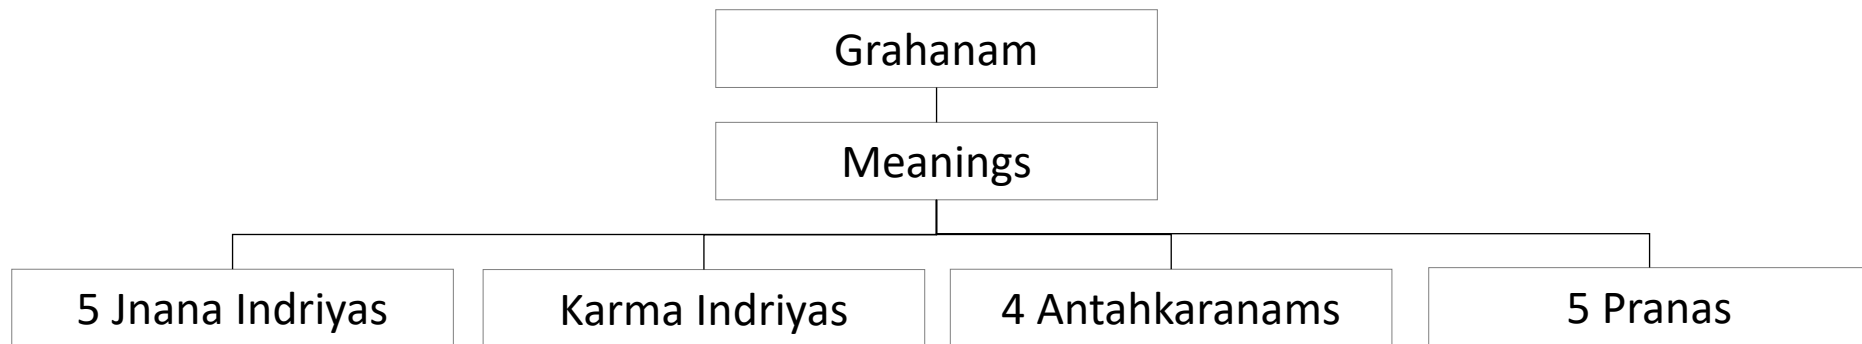 Grahanam
Meanings
5 Jnana Indriyas
Karma Indriyas
4 Antahkaranams
5 Pranas